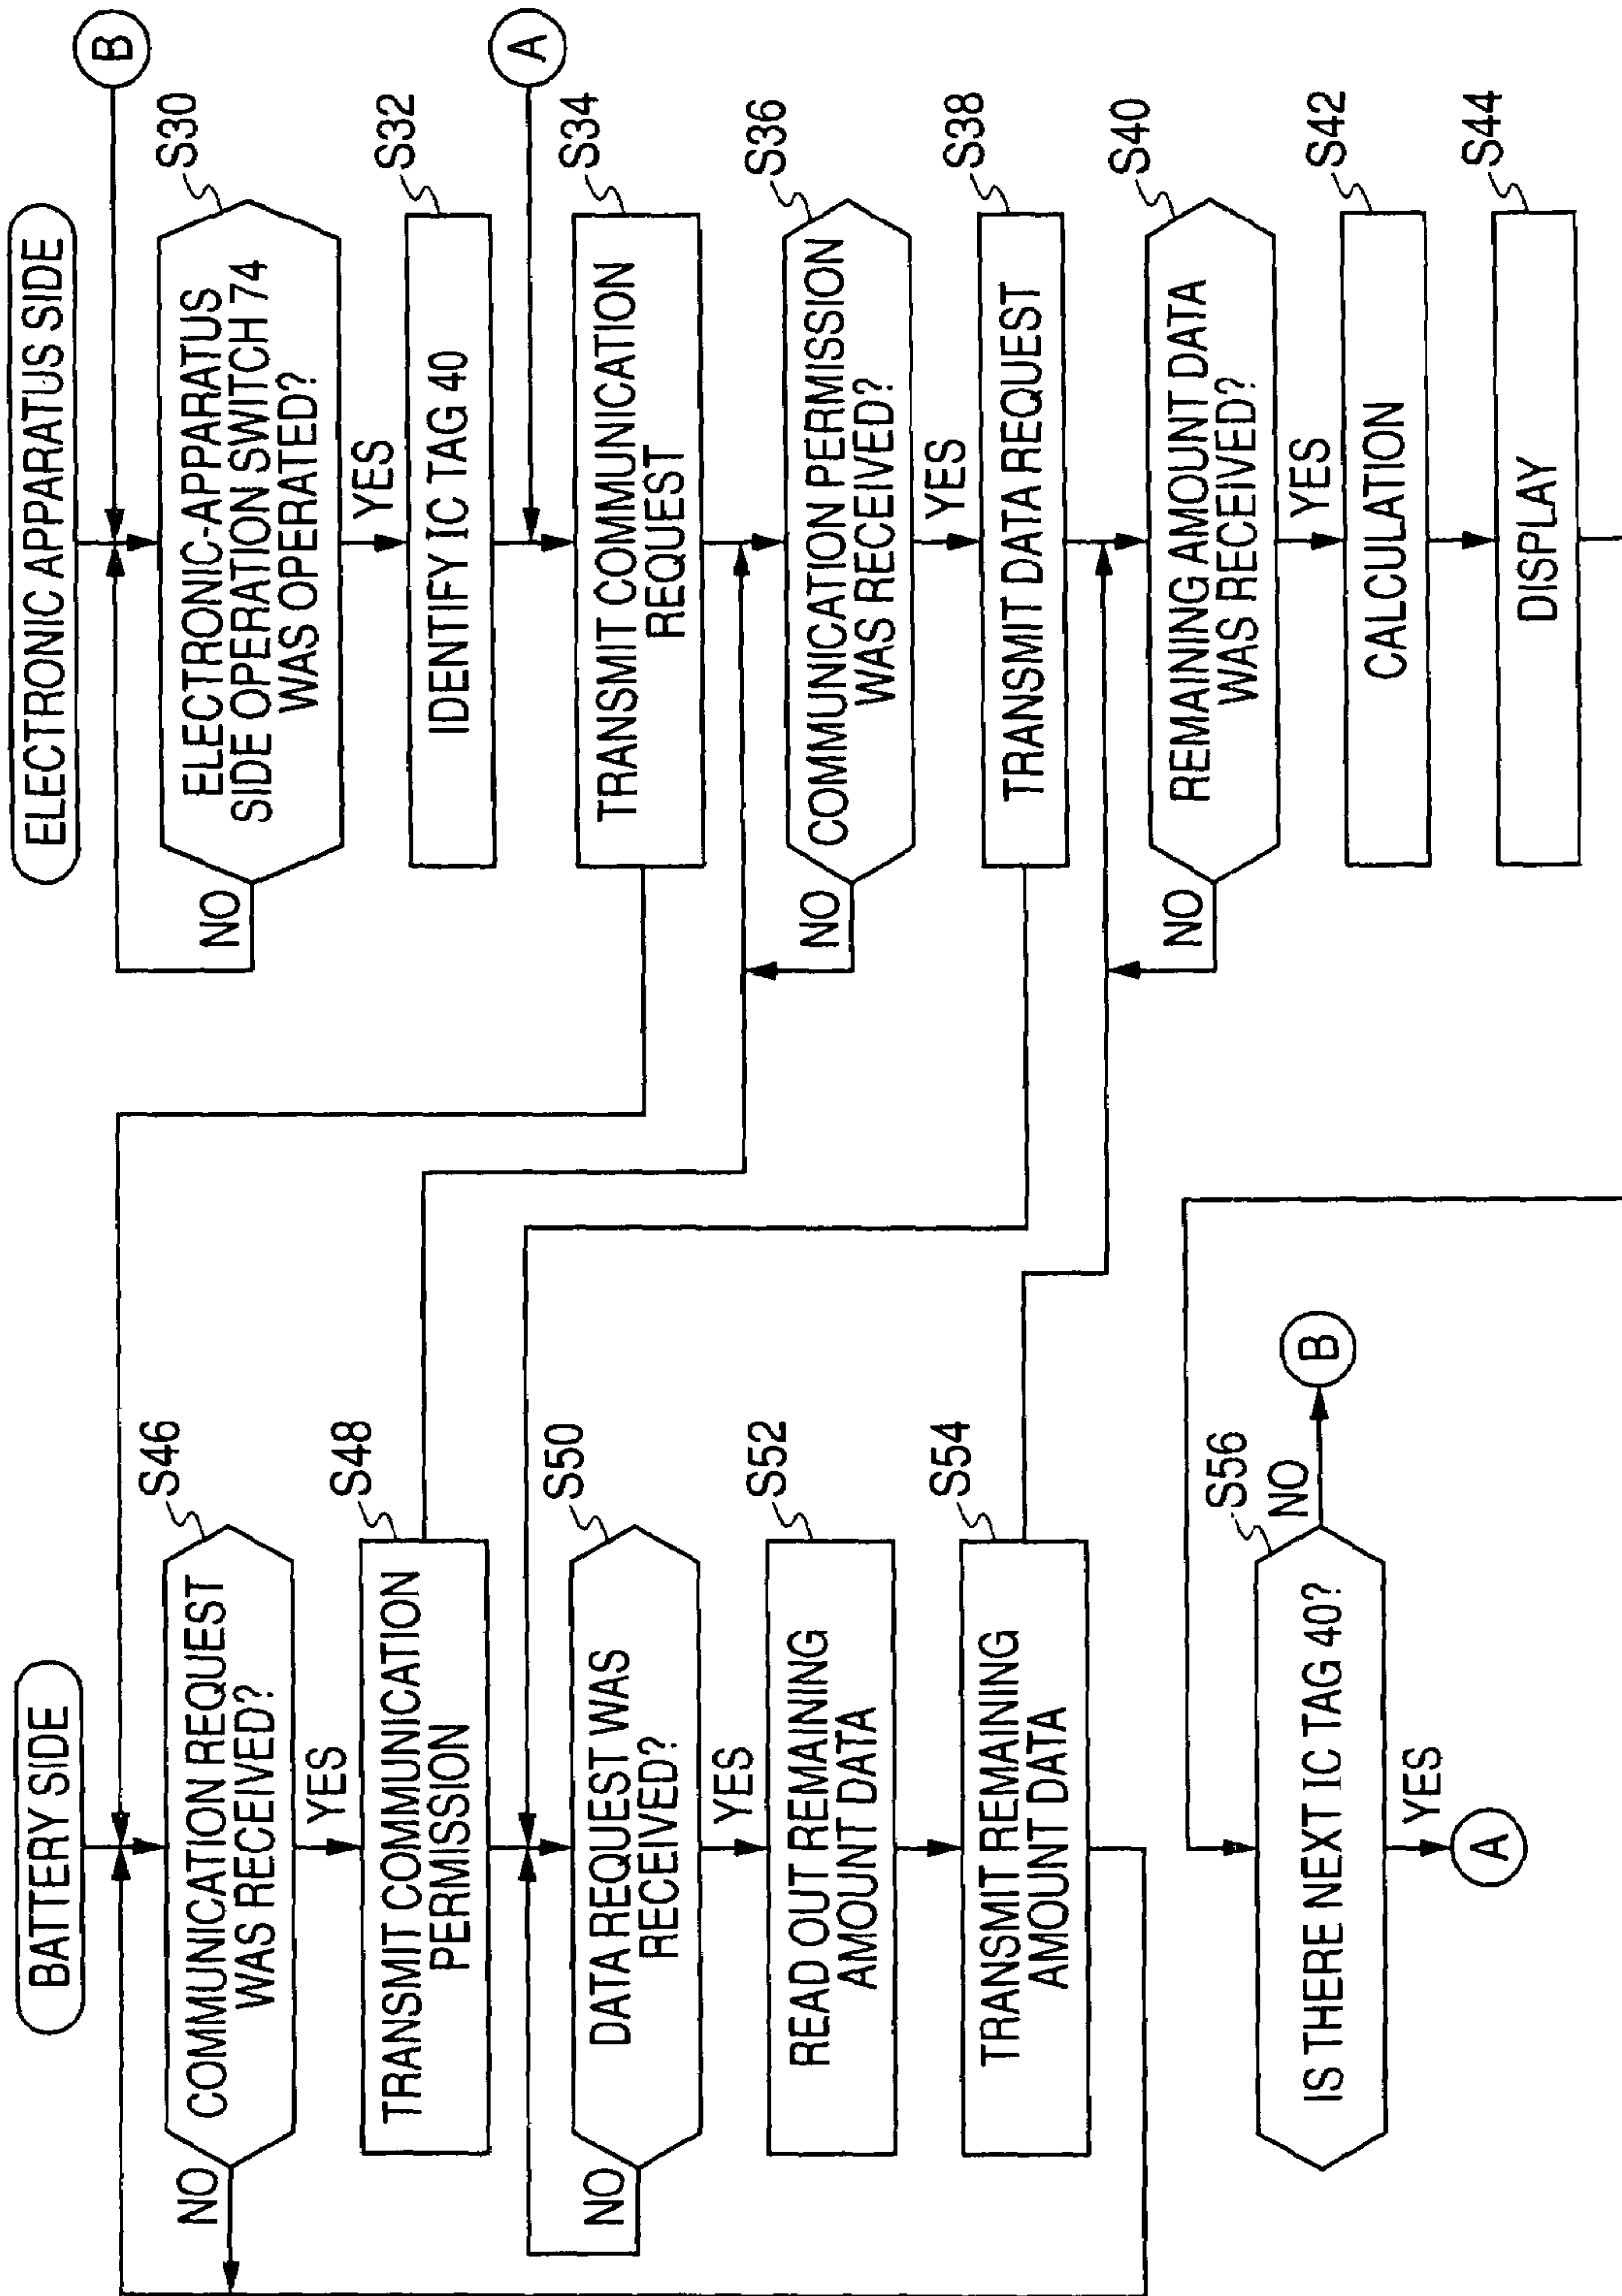 BATTERY SIDE
COMMUNICATION REQUEST
WAS RECEIVED?
S46
NO
YES
TRANSMIT COMMUNICATION
PERMISSION
S48
DATA REQUEST WAS
RECEIVED?
S50
NO
YES
READ OUT REMAINING
AMOUNT DATA
S52
TRANSMIT REMAINING
AMOUNT DATA
S54
IS THERE NEXT IC TAG 40?
S56
NO
B
YES
A
ELECTRONIC APPARATUS SIDE
B
ELECTRONIC-APPARATUS
SIDE OPERATION SWITCH 74
WAS OPERATED?
S30
NO
YES
IDENTIFY IC TAG 40
S32
A
TRANSMIT COMMUNICATION
REQUEST
S34
COMMUNICATION PERMISSION
WAS RECEIVED?
S36
NO
YES
TRANSMIT DATA REQUEST
S38
REMAINING AMOUNT DATA
WAS RECEIVED?
S40
NO
YES
CALCULATION
S42
DISPLAY
S44